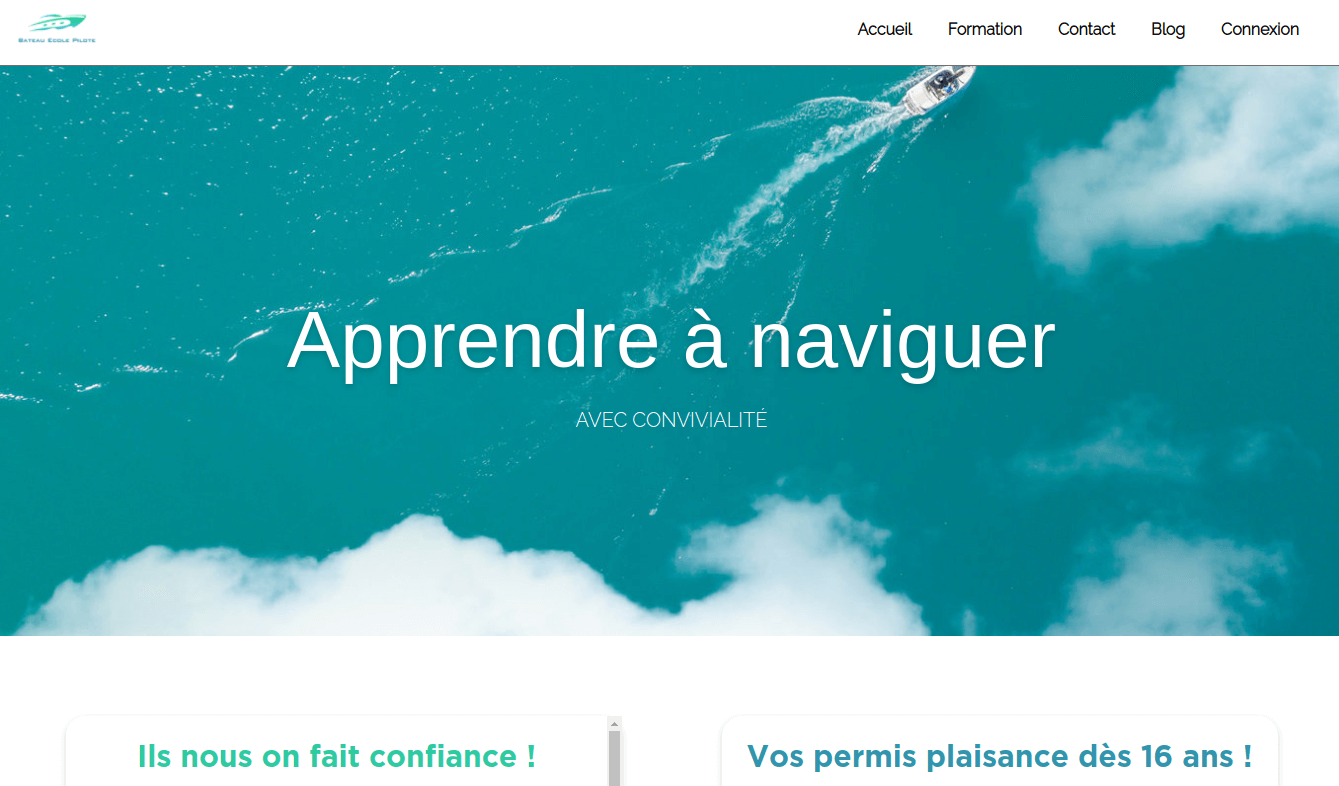 BATEAU ECOLE PILOTE
Accueil
Formation
Contact
Blog
Connexion
Apprendre à naviguer
AVEC CONVIVIALITÉ
Ils nous on fait confiance !
Vos permis plaisance dès 16 ans !